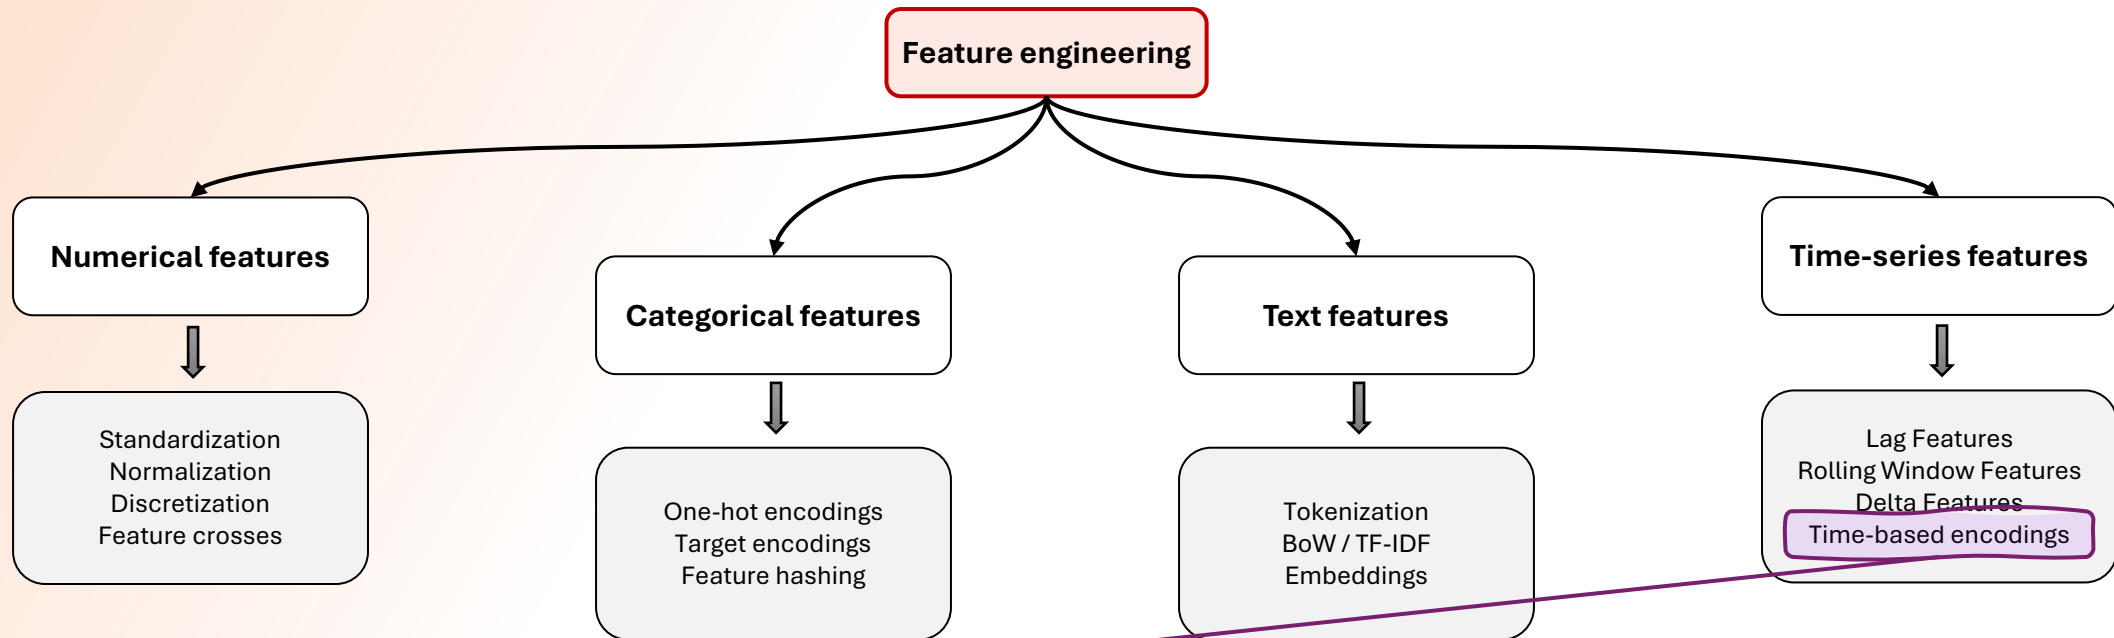 Feature engineering
Numerical features
Standardization
Normalization
Discretization
Feature crosses
Categorical features
One-hot encodings
Target encodings
Feature hashing
Text features
Tokenization
BoW / TF-IDF
Embeddings
Time-series features
Lag Features
Rolling Window Features
Delta Features
Time-based encodings